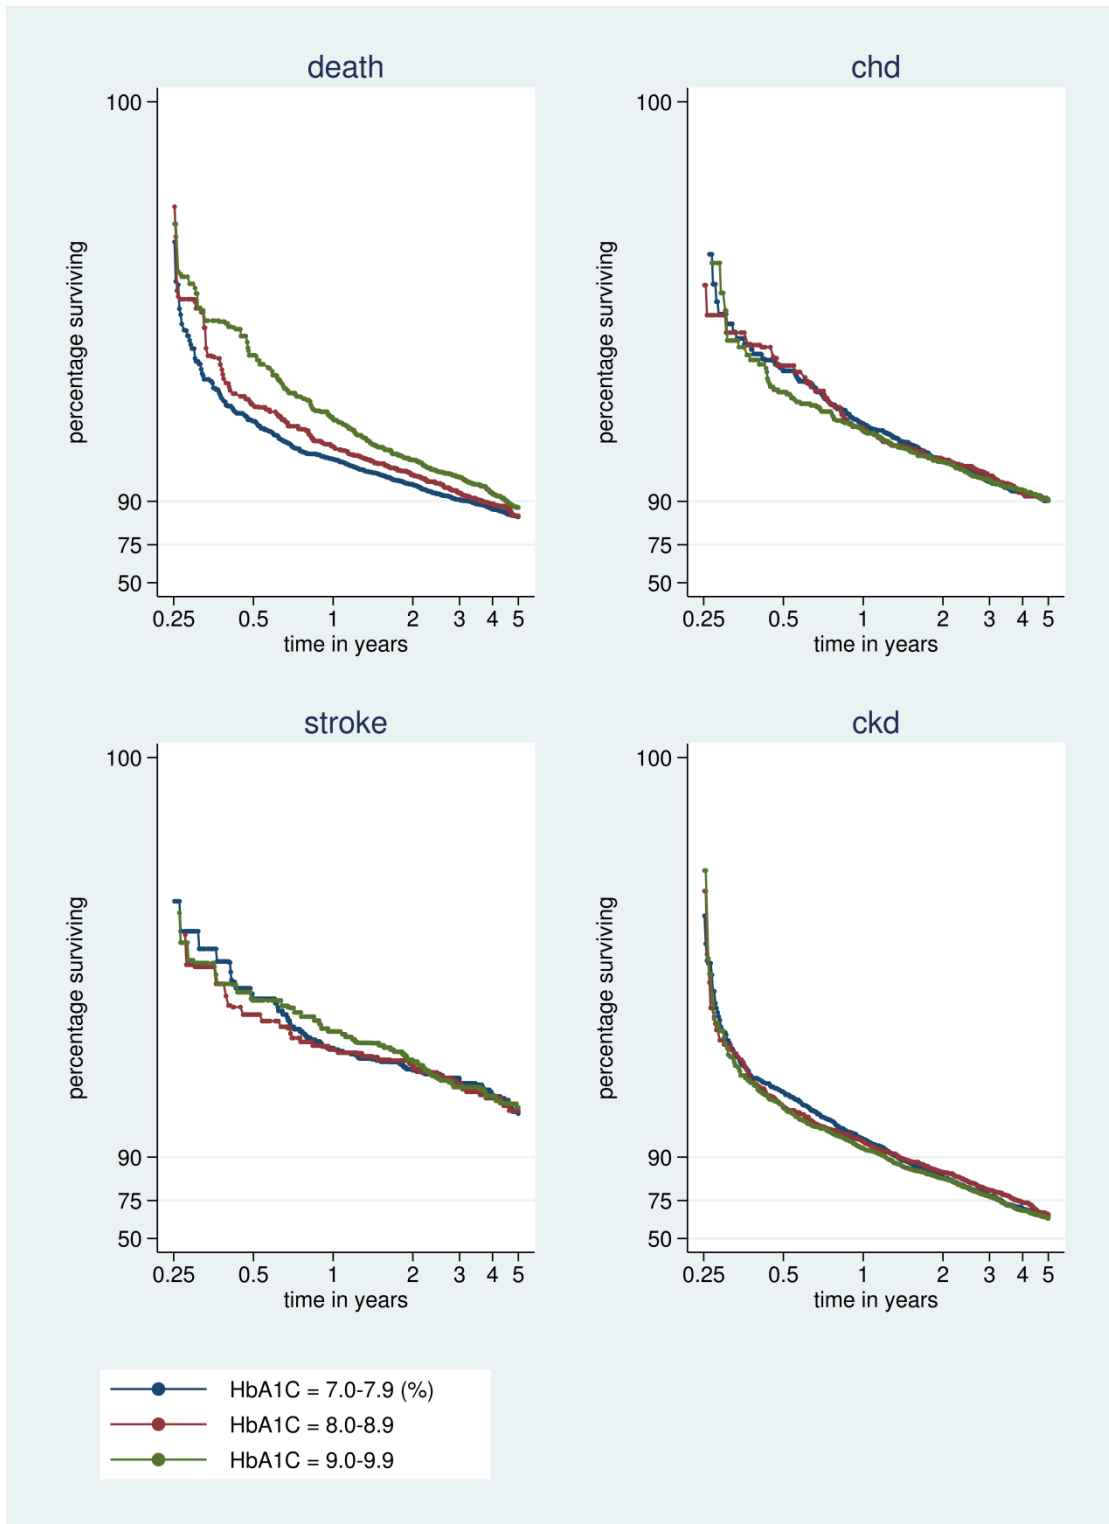 death
100
90
75
50
percentage surviving
0.25 0.5 1 2 3 4 5
time in years
chd
100
90
75
50
percentage surviving
0.25 0.5 1 2 3 4 5
time in years
stroke
100
90
75
50
percentage surviving
0.25 0.5 1 2 3 4 5
time in years
ckd
100
90
75
50
percentage surviving
0.25 0.5 1 2 3 4 5
time in years
HbA1C = 7.0-7.9 (%)
HbA1C = 8.0-8.9
HbA1C = 9.0-9.9